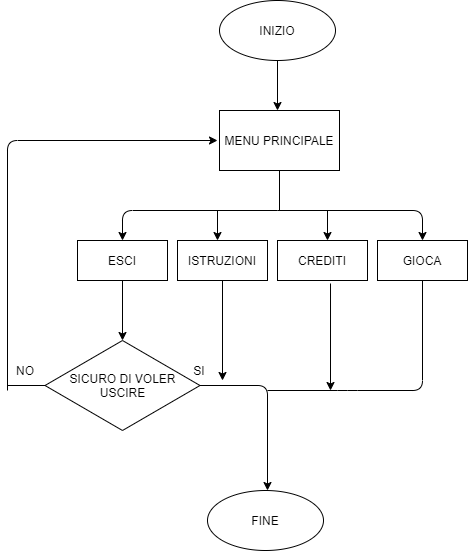 INIZIO
MENU PRINCIPALE
ESCI
ISTRUZIONI
CREDITI
GIOCA
NO
SICURO DI VOLER
USCIRE
SI
FINE